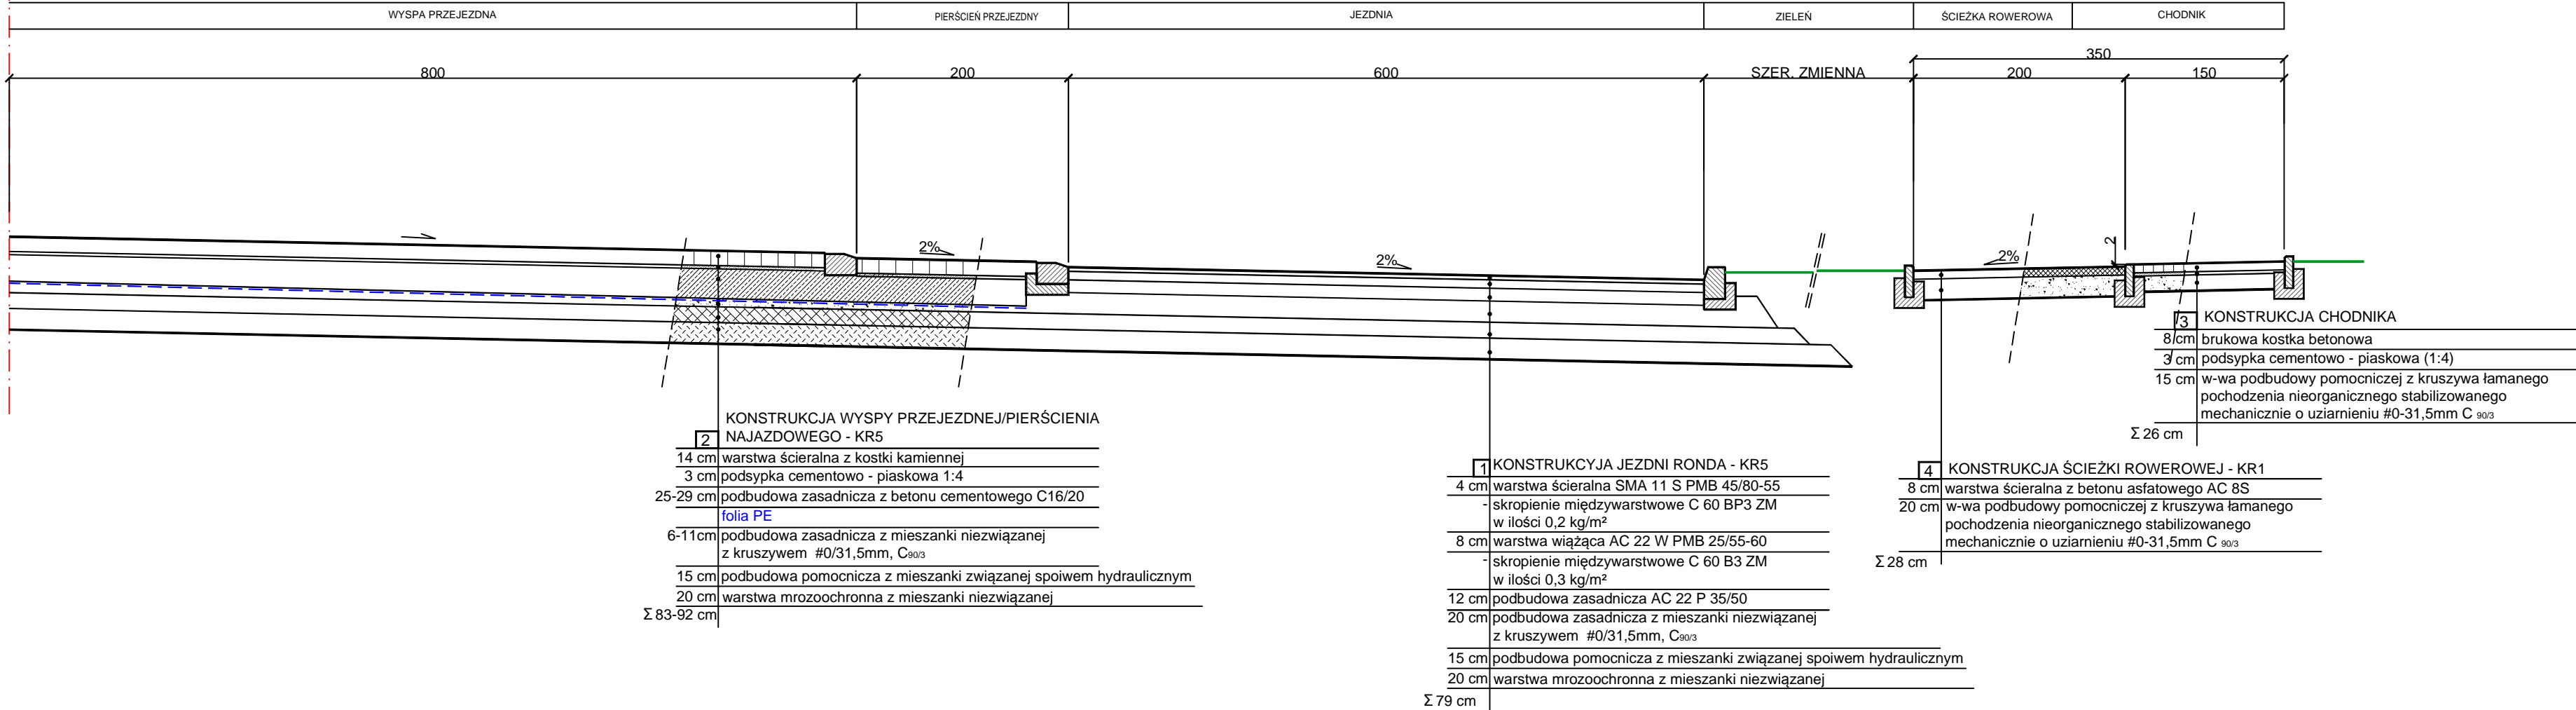 WYSPA PRZEJEZDNA PIERŚCIEŃ PRZEJEZDNY JEZDNIA ZIELEŃ ŚCIEŻKA ROWEROWA CHODNIK
350
800 200 600 SZER. ZMIENNA 200 150
2% 2% 2% 2
KONSTRUKCJA WYSPY PRZEJEZDNEJ/PIERŚCIENIA
2 NAJAZDOWEGO - KR5
14 cm warstwa ścieralna z kostki kamiennej
3 cm podsypka cementowo - piaskowa 1:4
25-29 cm podbudowa zasadnicza z betonu cementowego C16/20
folia PE
6-11cm podbudowa zasadnicza z mieszanki niezwiązanej
z kruszywem #0/31,5mm, C90/3
15 cm podbudowa pomocnicza z mieszanki związanej spoiwem hydraulicznym
20 cm warstwa mrozoochronna z mieszanki niezwiązanej
Σ 83-92 cm
1 KONSTRUKCYJA JEZDNI RONDA - KR5
4 cm warstwa ścieralna SMA 11 S PMB 45/80-55
- skropienie międzywarstwowe C 60 BP3 ZM
w ilości 0,2 kg/m²
8 cm warstwa wiążąca AC 22 W PMB 25/55-60
- skropienie międzywarstwowe C 60 B3 ZM
w ilości 0,3 kg/m²
12 cm podbudowa zasadnicza AC 22 P 35/50
20 cm podbudowa zasadnicza z mieszanki niezwiązanej
z kruszywem #0/31,5mm, C90/3
15 cm podbudowa pomocnicza z mieszanki związanej spoiwem hydraulicznym
20 cm warstwa mrozoochronna z mieszanki niezwiązanej
Σ 79 cm
4 KONSTRUKCJA ŚCIEŻKI ROWEROWEJ - KR1
8 cm warstwa ścieralna z betonu asfatowego AC 8S
20 cm w-wa podbudowy pomocniczej z kruszywa łamanego
pochodzenia nieorganicznego stabilizowanego
mechanicznie o uziarnieniu #0-31,5mm C 90/3
Σ 28 cm
3 KONSTRUKCJA CHODNIKA
8 cm brukowa kostka betonowa
3 cm podsypka cementowo - piaskowa (1:4)
15 cm w-wa podbudowy pomocniczej z kruszywa łamanego
pochodzenia nieorganicznego stabilizowanego
mechanicznie o uziarnieniu #0-31,5mm C 90/3
Σ 26 cm